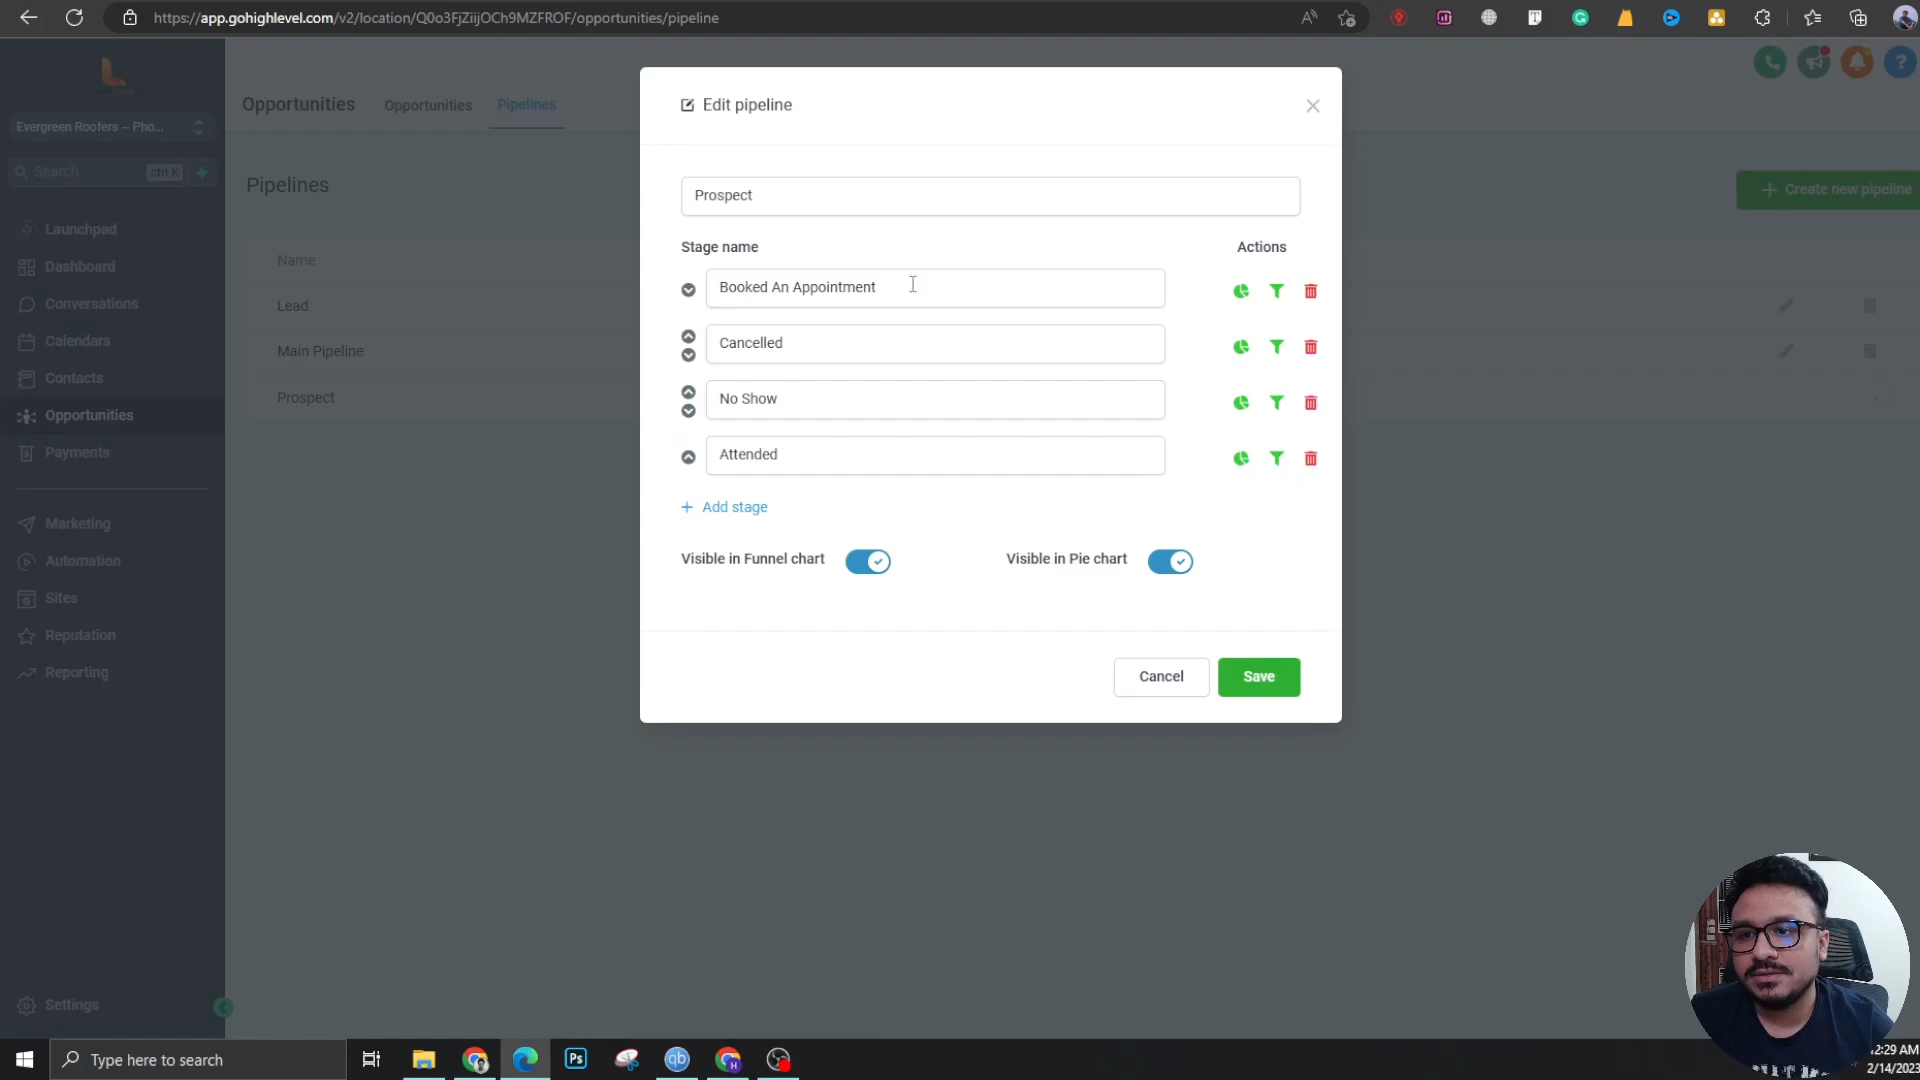 https://app.gohighlevel.com/v2/location/Q0o3FjZiijOCh9MZFROF/opportunities/pipeline
Opportunities
Opportunities
Pipelines
Evergreen Roofers – Pho...
Search
ctrl K
Launchpad
Dashboard
Conversations
Calendars
Contacts
Opportunities
Payments
Marketing
Automation
Sites
Reputation
Reporting
Settings
Pipelines
+ Create new pipeline
Name
Lead
Main Pipeline
Prospect
Edit pipeline
Prospect
Stage name
Actions
Booked An Appointment
Cancelled
No Show
Attended
+ Add stage
Visible in Funnel chart
Visible in Pie chart
Cancel
Save
Type here to search
Ps
qb
H
12:29 AM
2/14/2023